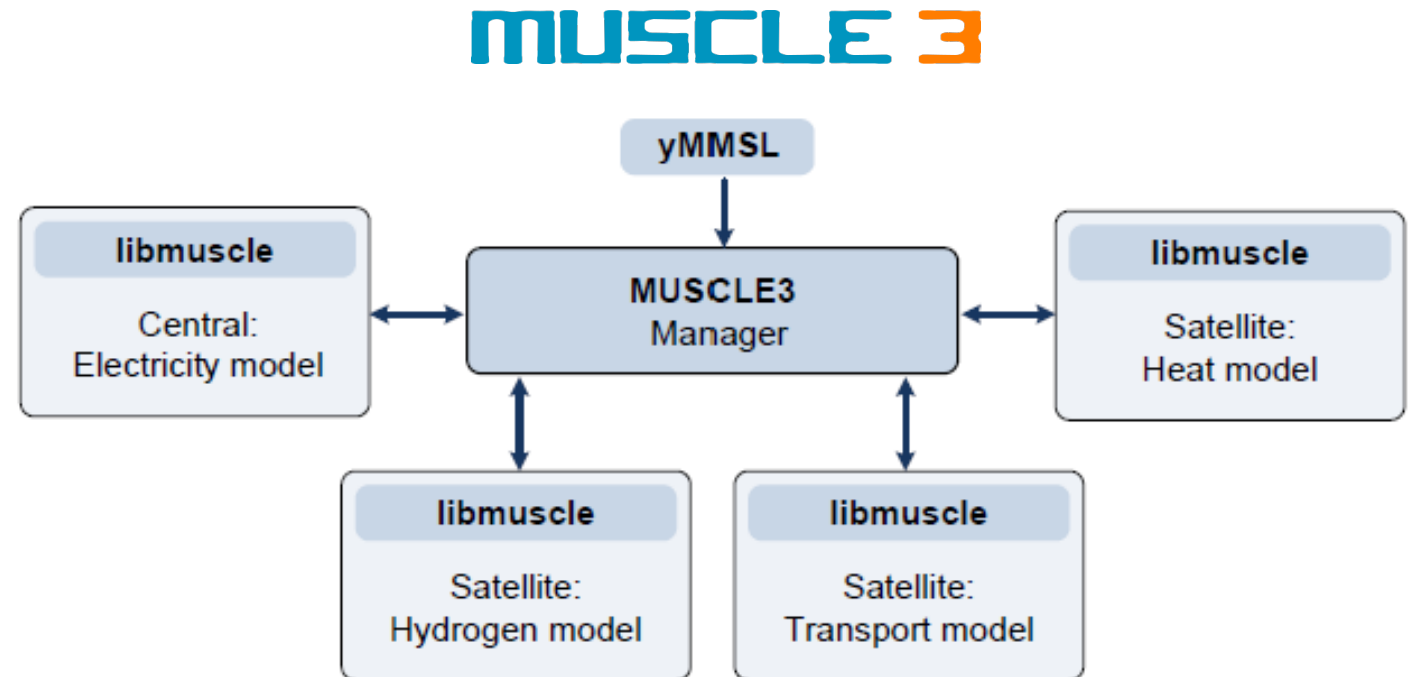 MUSCLE 3
yMMSL
libmuscle
Central:
Electricity model
MUSCLE3
Manager
libmuscle
Satellite:
Heat model
libmuscle
Satellite:
Hydrogen model
libmuscle
Satellite:
Transport model